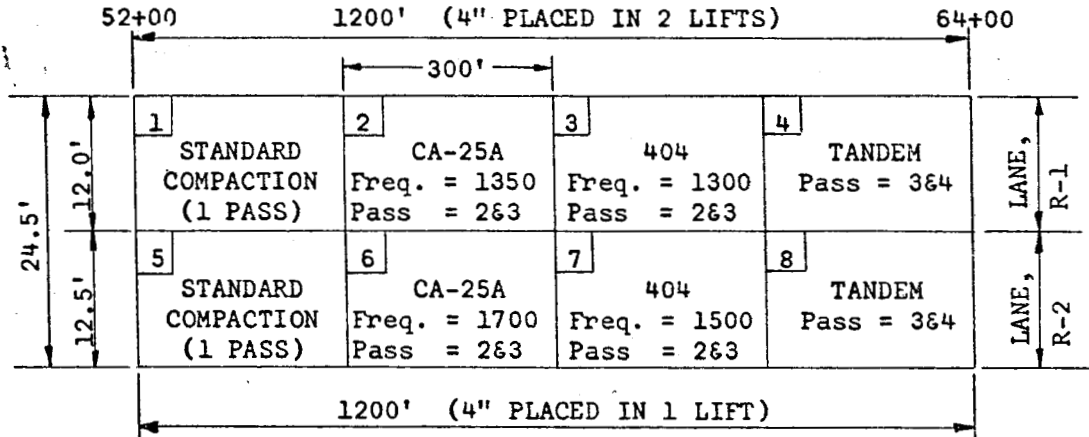 52+00 1200' (4" PLACED IN 2 LIFTS) 64+00
300'
1 2 3 4
STANDARD CA-25A 404 TANDEM
COMPACTION Freq. = 1350 Freq. = 1300 Pass = 3&4
(1 PASS) Pass = 2&3 Pass = 2&3
12.0'
LANE,
R-1
24.5'
5 6 7 8
STANDARD CA-25A 404 TANDEM
COMPACTION Freq. = 1700 Freq. = 1500 Pass = 3&4
(1 PASS) Pass = 2&3 Pass = 2&3
12.5'
LANE,
R-2
1200' (4" PLACED IN 1 LIFT)